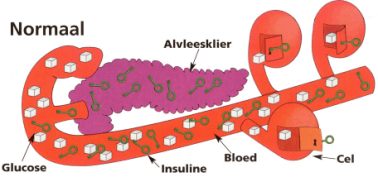 Normaal
Alvleesklier
Glucose
Insuline
Bloed
Cel